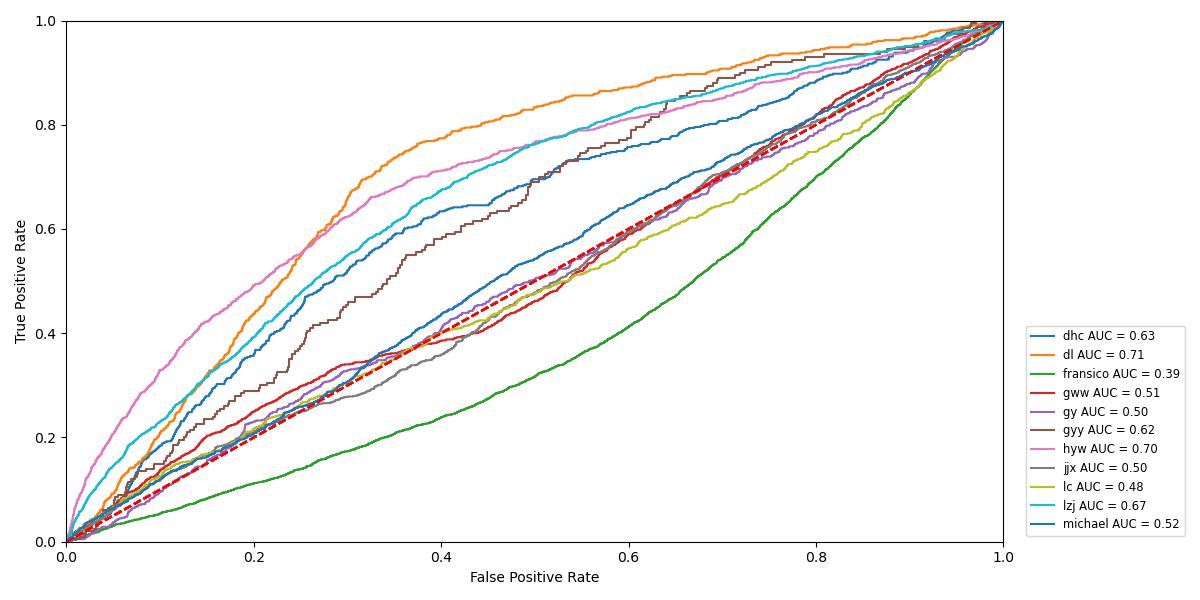 1.0
0.8
0.6
0.4
0.2
0.0
True Positive Rate
0.0 0.2 0.4 0.6 0.8 1.0
False Positive Rate
dhc AUC = 0.63
dl AUC = 0.71
fransico AUC = 0.39
gww AUC = 0.51
gy AUC = 0.50
gyy AUC = 0.62
hyw AUC = 0.70
jjx AUC = 0.50
lc AUC = 0.48
lzj AUC = 0.67
michael AUC = 0.52